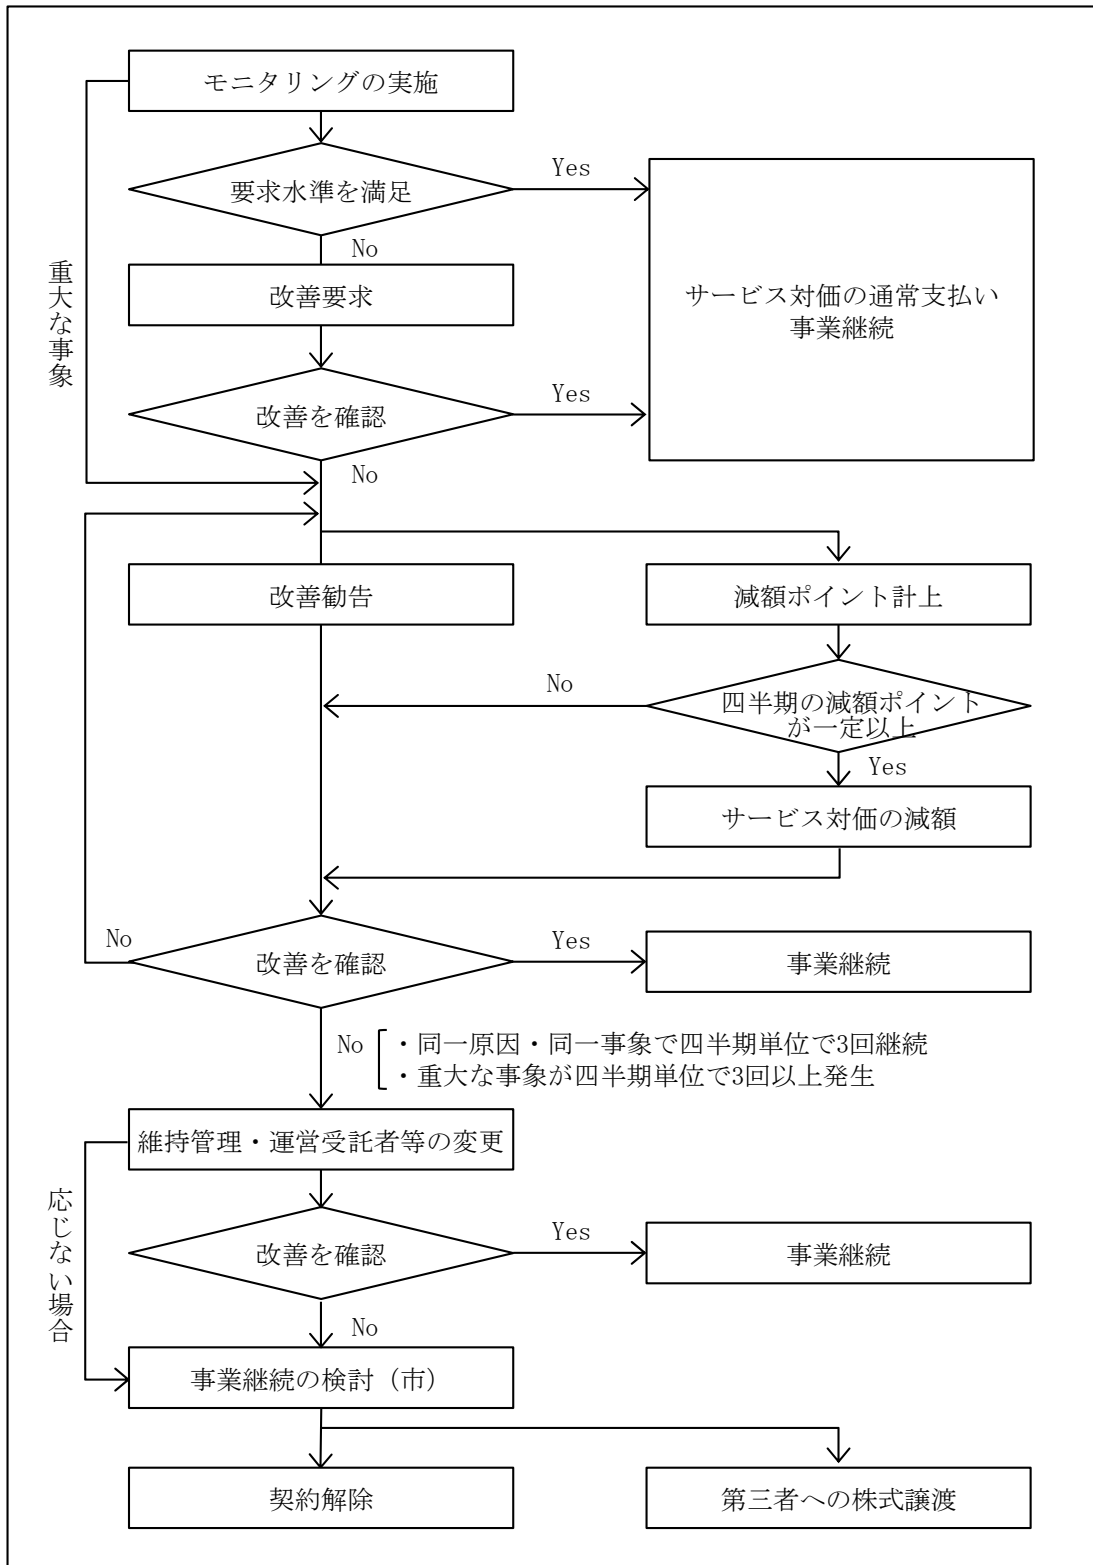 モニタリングの実施
要求水準を満足
Yes
No
サービス対価の通常支払い
事業継続
重大な事象
改善要求
改善を確認
Yes
No
改善勧告
減額ポイント計上
四半期の減額ポイント
が一定以上
No
Yes
サービス対価の減額
No
改善を確認
Yes
事業継続
No
・同一原因・同一事象で四半期単位で3回継続
・重大な事象が四半期単位で3回以上発生
維持管理・運営受託者等の変更
応じない場合
改善を確認
Yes
事業継続
No
事業継続の検討（市）
契約解除
第三者への株式譲渡